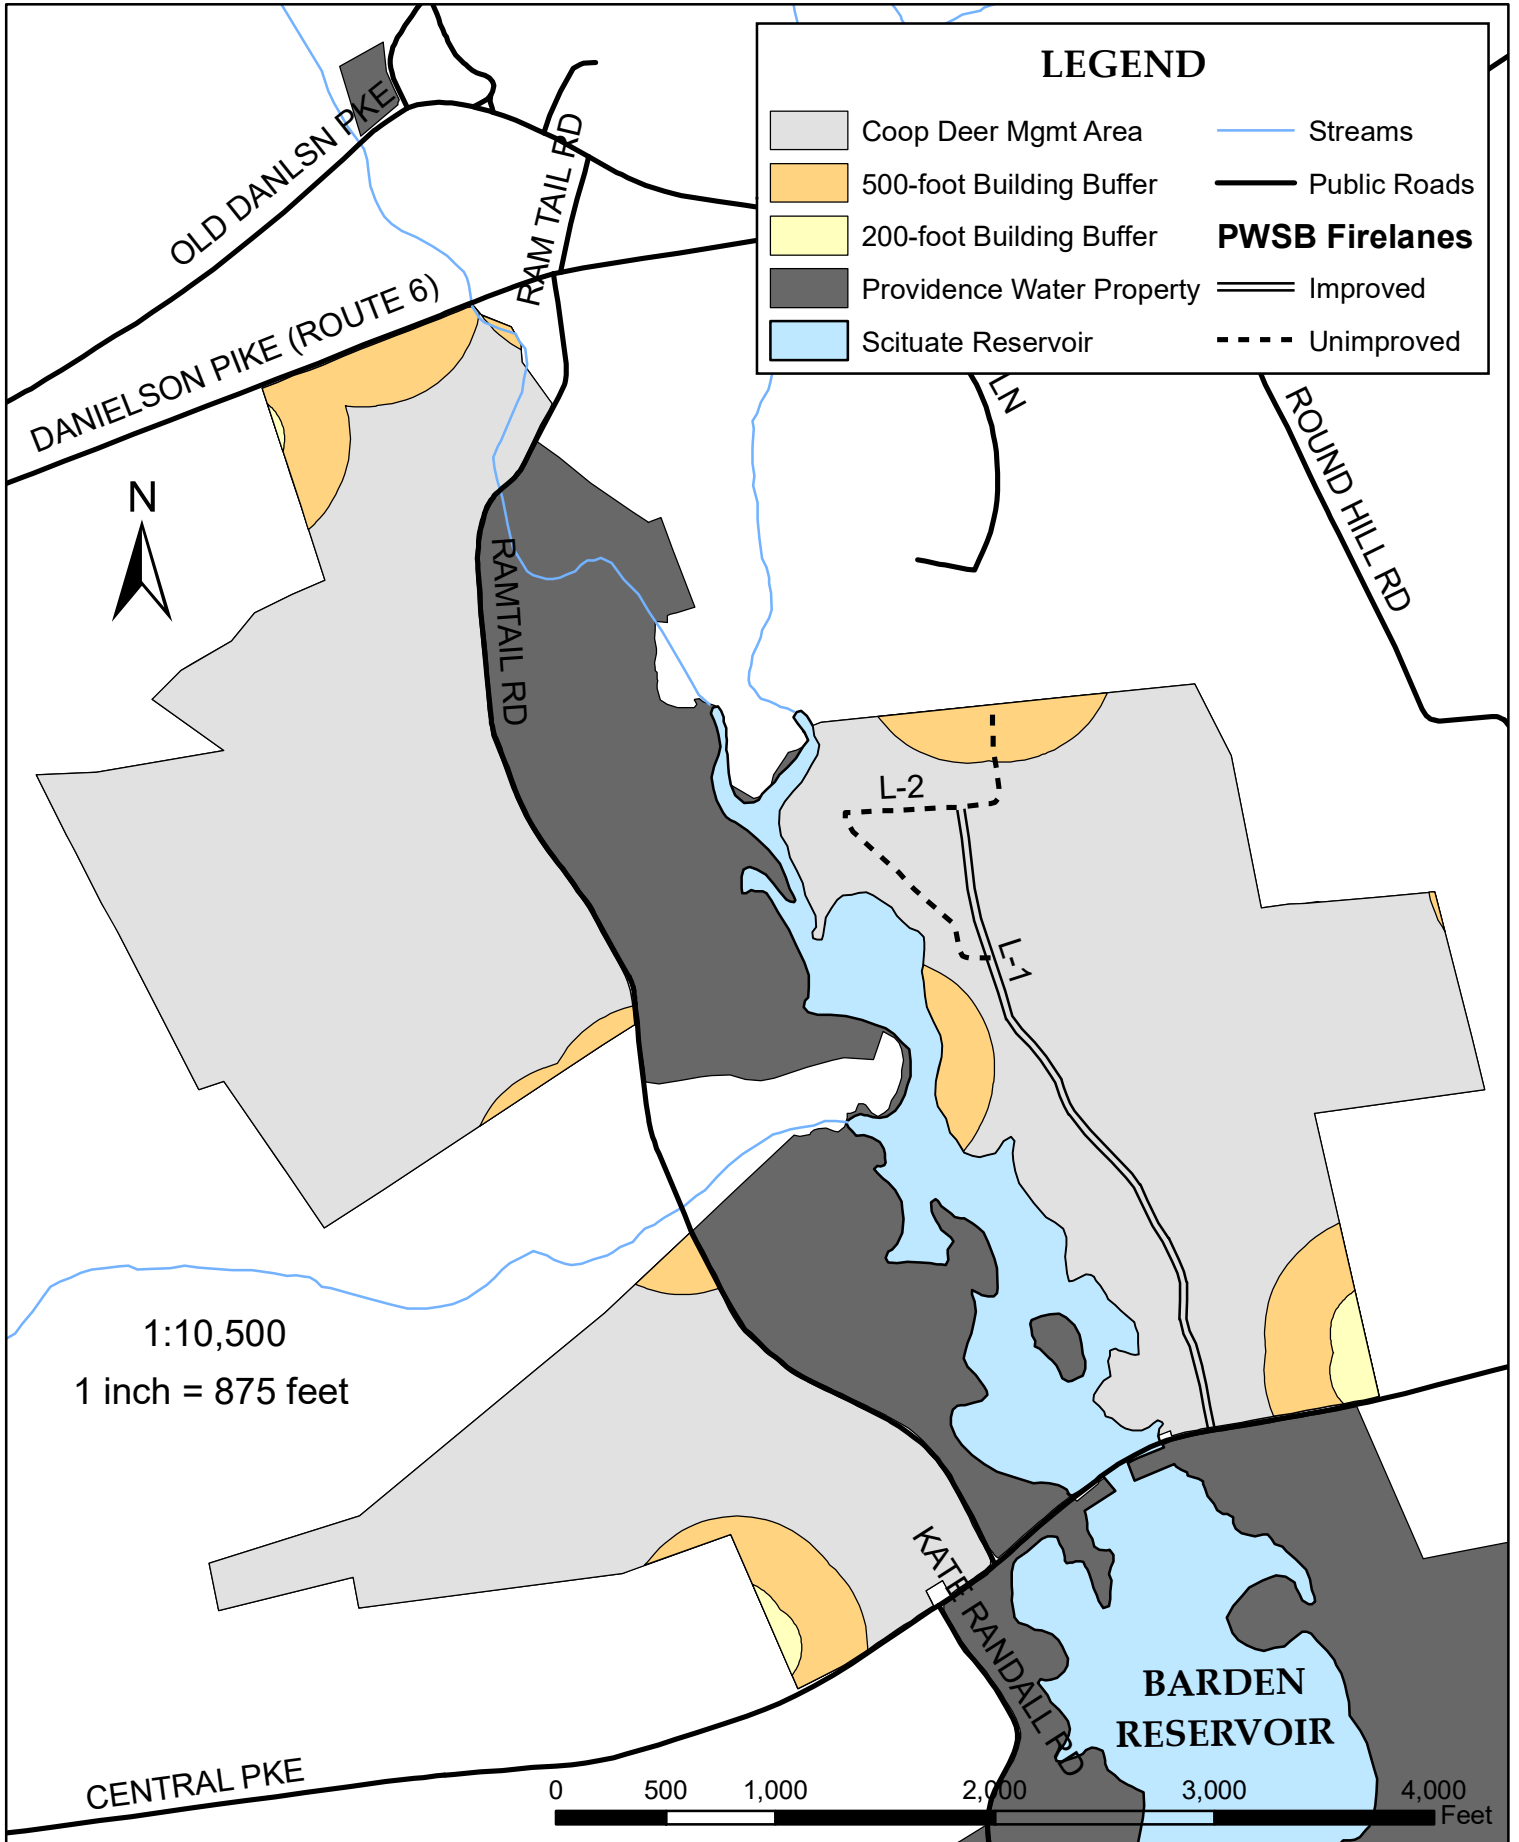 LEGEND
Coop Deer Mgmt Area
500-foot Building Buffer
200-foot Building Buffer
Providence Water Property
Scituate Reservoir
Streams
Public Roads
PWSB Firelanes
Improved
Unimproved
OLD DANLSN PKE
RAM TAIL RD
DANIELSON PIKE (ROUTE 6)
LN
ROUND HILL RD
N
RAMTAIL RD
L-2
L-1
1:10,500
1 inch = 875 feet
KATE RANDALL RD
BARDEN
RESERVOIR
CENTRAL PKE
0 500 1,000 2,000 3,000 4,000
Feet